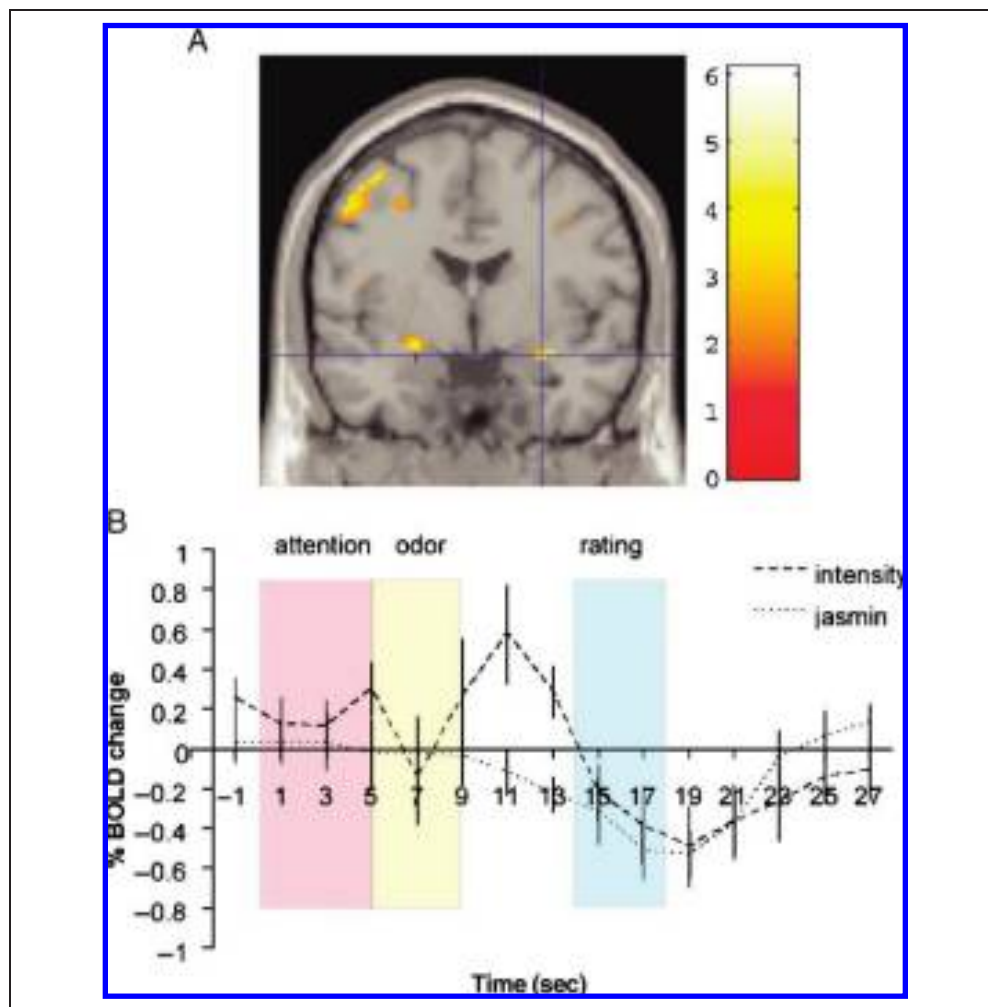 A
6
5
4
3
2
1
0
B
attention odor rating
intensity
jasmin
1
0.8
0.6
0.4
0.2
0
−0.2
−0.4
−0.6
−0.8
−1
% BOLD change
−1 1 3 5 7 9 11 13 15 17 19 21 23 25 27
Time (sec)